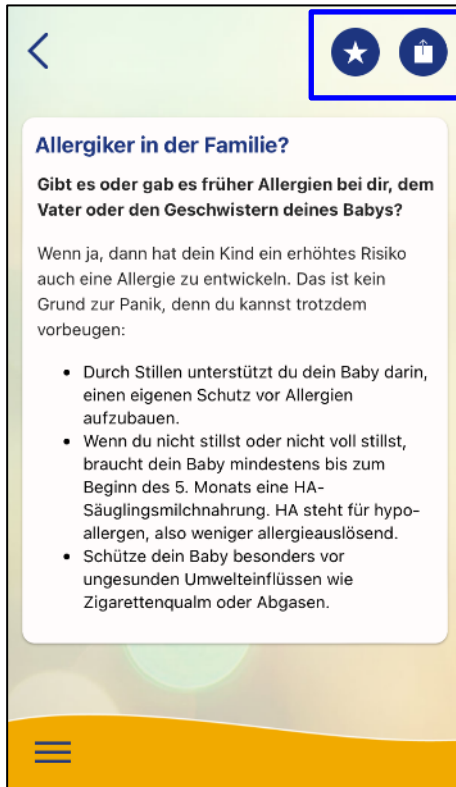 Allergiker in der Familie?
Gibt es oder gab es früher Allergien bei dir, dem
Vater oder den Geschwistern deines Babys?
Wenn ja, dann hat dein Kind ein erhöhtes Risiko
auch eine Allergie zu entwickeln. Das ist kein
Grund zur Panik, denn du kannst trotzdem
vorbeugen:
• Durch Stillen unterstützt du dein Baby darin,
einen eigenen Schutz vor Allergien
aufzubauen.
• Wenn du nicht stillst oder nicht voll stillst,
braucht dein Baby mindestens bis zum
Beginn des 5. Monats eine HA-
Säuglingsmilchnahrung. HA steht für hypo-
allergen, also weniger allergieauslösend.
• Schütze dein Baby besonders vor
ungesunden Umwelteinflüssen wie
Zigarettenqualm oder Abgasen.